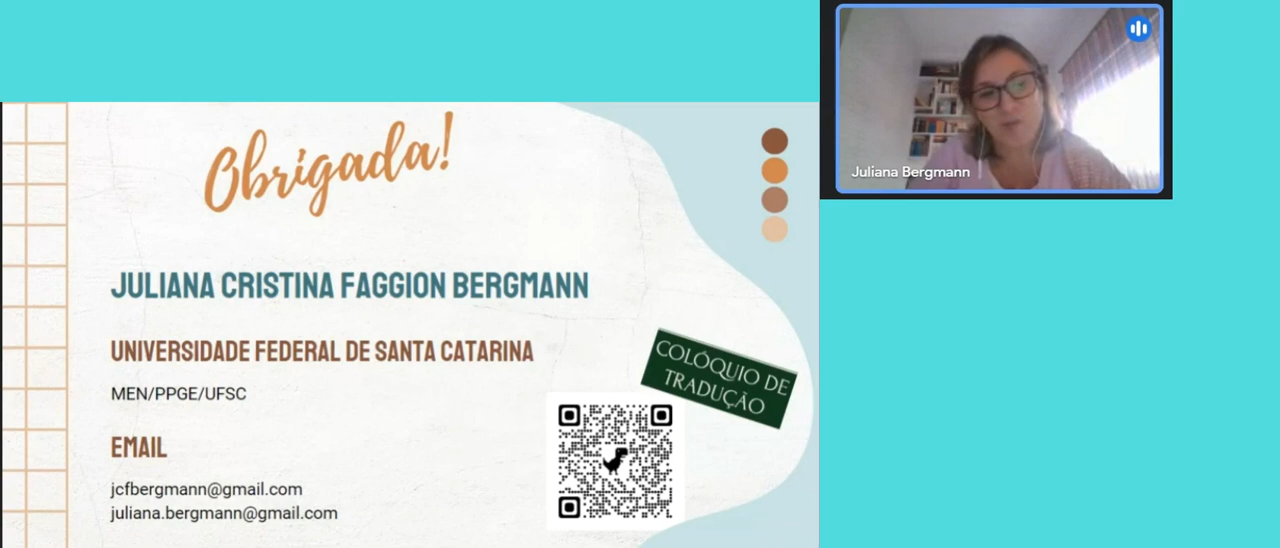 Obrigada!
JULIANA CRISTINA FAGGION BERGMANN
UNIVERSIDADE FEDERAL DE SANTA CATARINA
MEN/PPGE/UFSC
EMAIL
jcfbergmann@gmail.com
juliana.bergmann@gmail.com
COLÓQUIO DE
TRADUÇÃO
Juliana Bergmann